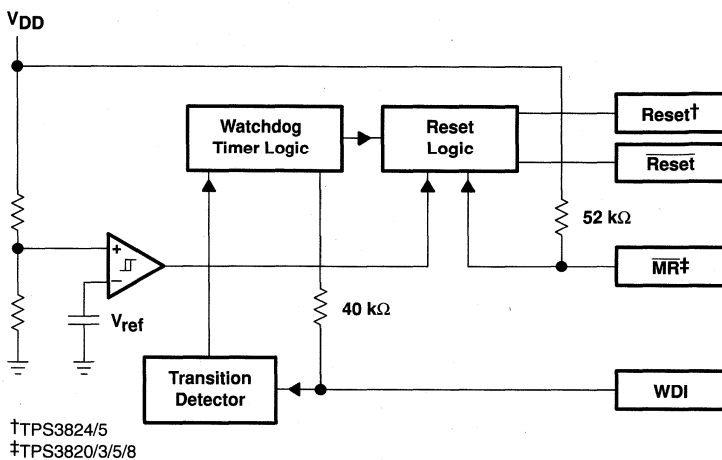 VDD
Watchdog
Timer Logic
Reset
Logic
Reset†
Reset
52 kΩ
+
−
MR‡
Vref
40 kΩ
Transition
Detector
WDI
†TPS3824/5
‡TPS3820/3/5/8